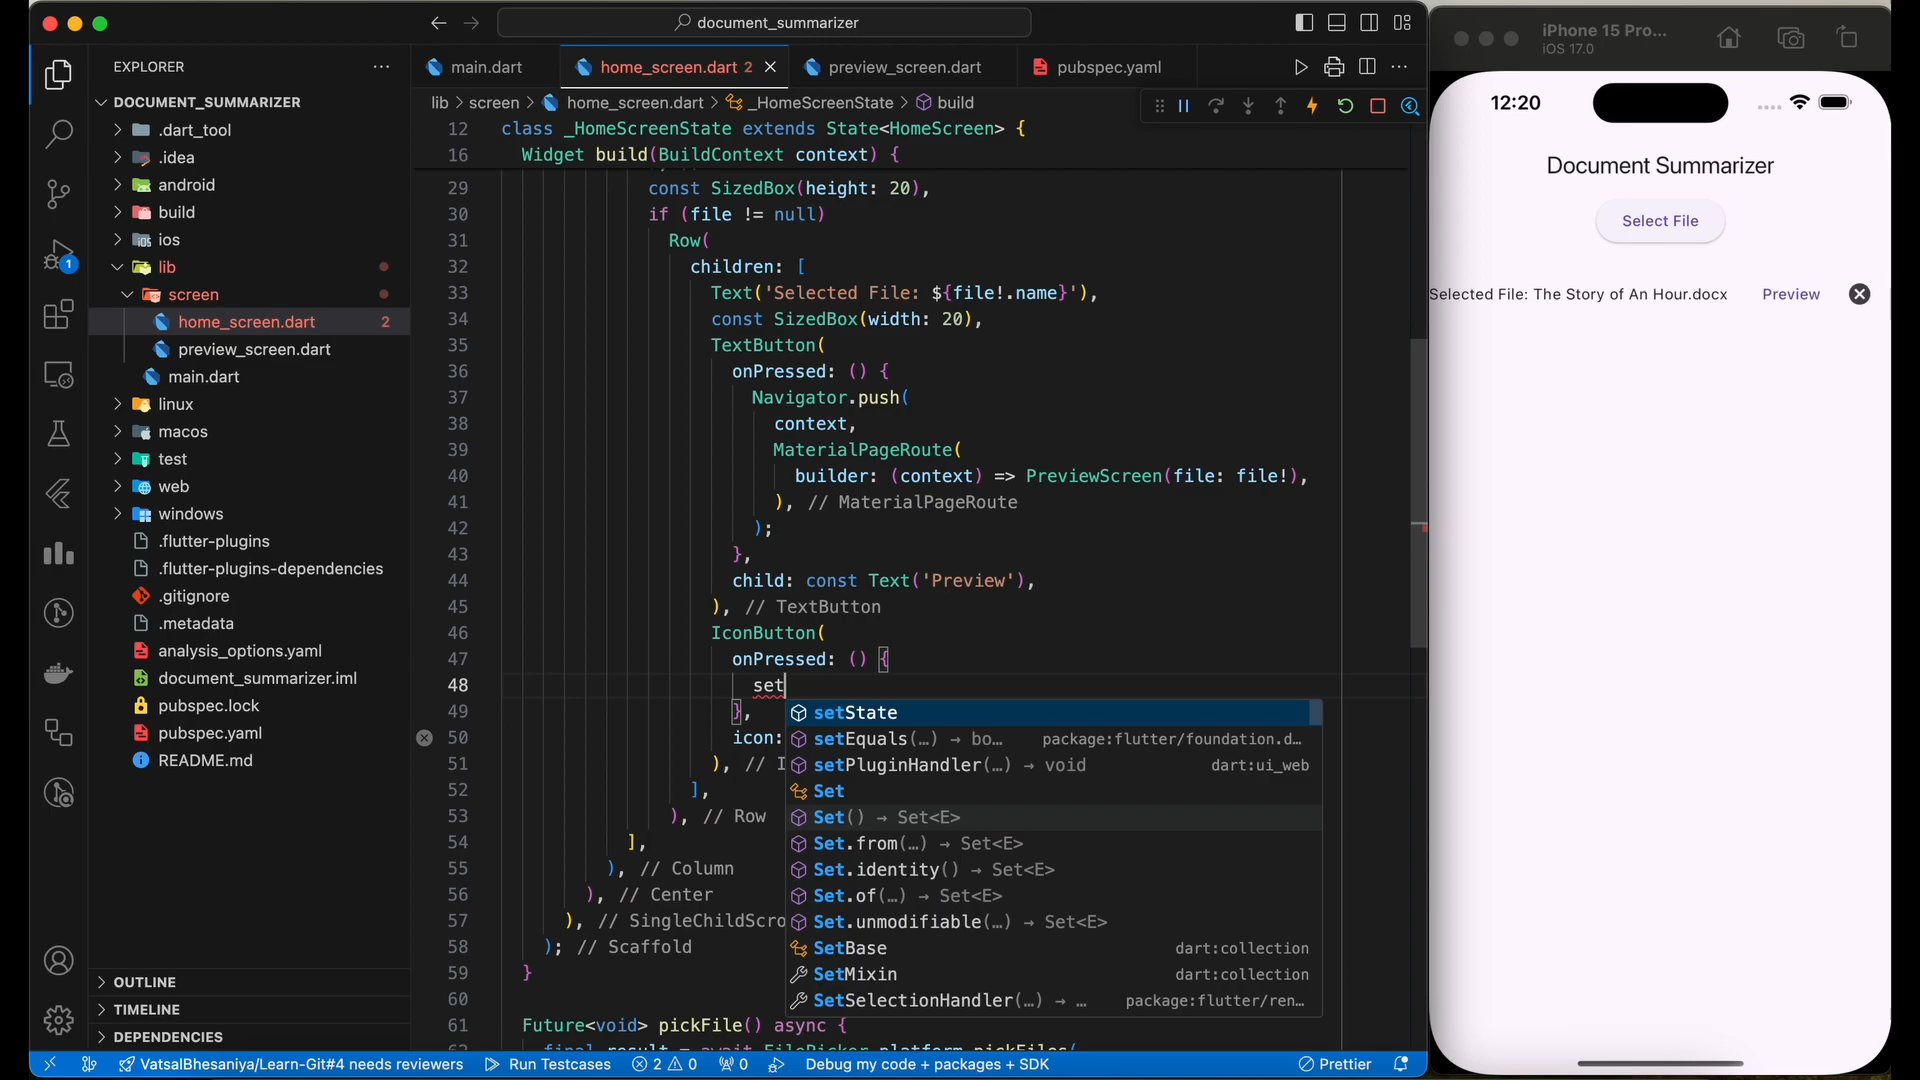 document_summarizer
EXPLORER
DOCUMENT_SUMMARIZER
.dart_tool
.idea
android
build
ios
lib
screen
home_screen.dart 2
preview_screen.dart
main.dart
linux
macos
test
web
windows
.flutter-plugins
.flutter-plugins-dependencies
.gitignore
.metadata
analysis_options.yaml
document_summarizer.iml
pubspec.lock
pubspec.yaml
README.md
OUTLINE
TIMELINE
DEPENDENCIES
1
main.dart home_screen.dart 2 preview_screen.dart pubspec.yaml
lib > screen > home_screen.dart > _HomeScreenState > build
12 class _HomeScreenState extends State<HomeScreen> {
16 Widget build(BuildContext context) {
29 const SizedBox(height: 20),
30 if (file != null)
31 Row(
32 children: [
33 Text('Selected File: ${file!.name}'),
34 const SizedBox(width: 20),
35 TextButton(
36 onPressed: () {
37 Navigator.push(
38 context,
39 MaterialPageRoute(
40 builder: (context) => PreviewScreen(file: file!),
41 ), // MaterialPageRoute
42 );
43 },
44 child: const Text('Preview'),
45 ), // TextButton
46 IconButton(
47 onPressed: () {
48 set
49 },
50 icon:
51 ), // I
52 ],
53 ), // Row
54 ],
55 ), // Column
56 ), // Center
57 ), // SingleChildScro
58 ); // Scaffold
59 }
60
61 Future<void> pickFile() async {
final result = await FilePicker.platform.pickFiles(
setState
setEquals(…) → bo… package:flutter/foundation.d…
setPluginHandler(…) → void dart:ui_web
Set
Set() → Set<E>
Set.from(…) → Set<E>
Set.identity() → Set<E>
Set.of(…) → Set<E>
Set.unmodifiable(…) → Set<E>
SetBase dart:collection
SetMixin dart:collection
SetSelectionHandler(…) → … package:flutter/ren…
VatsalBhesaniya/Learn-Git#4 needs reviewers Run Testcases 2 0 0 Debug my code + packages + SDK Prettier
iPhone 15 Pro...
iOS 17.0
12:20
Document Summarizer
Select File
Selected File: The Story of An Hour.docx Preview